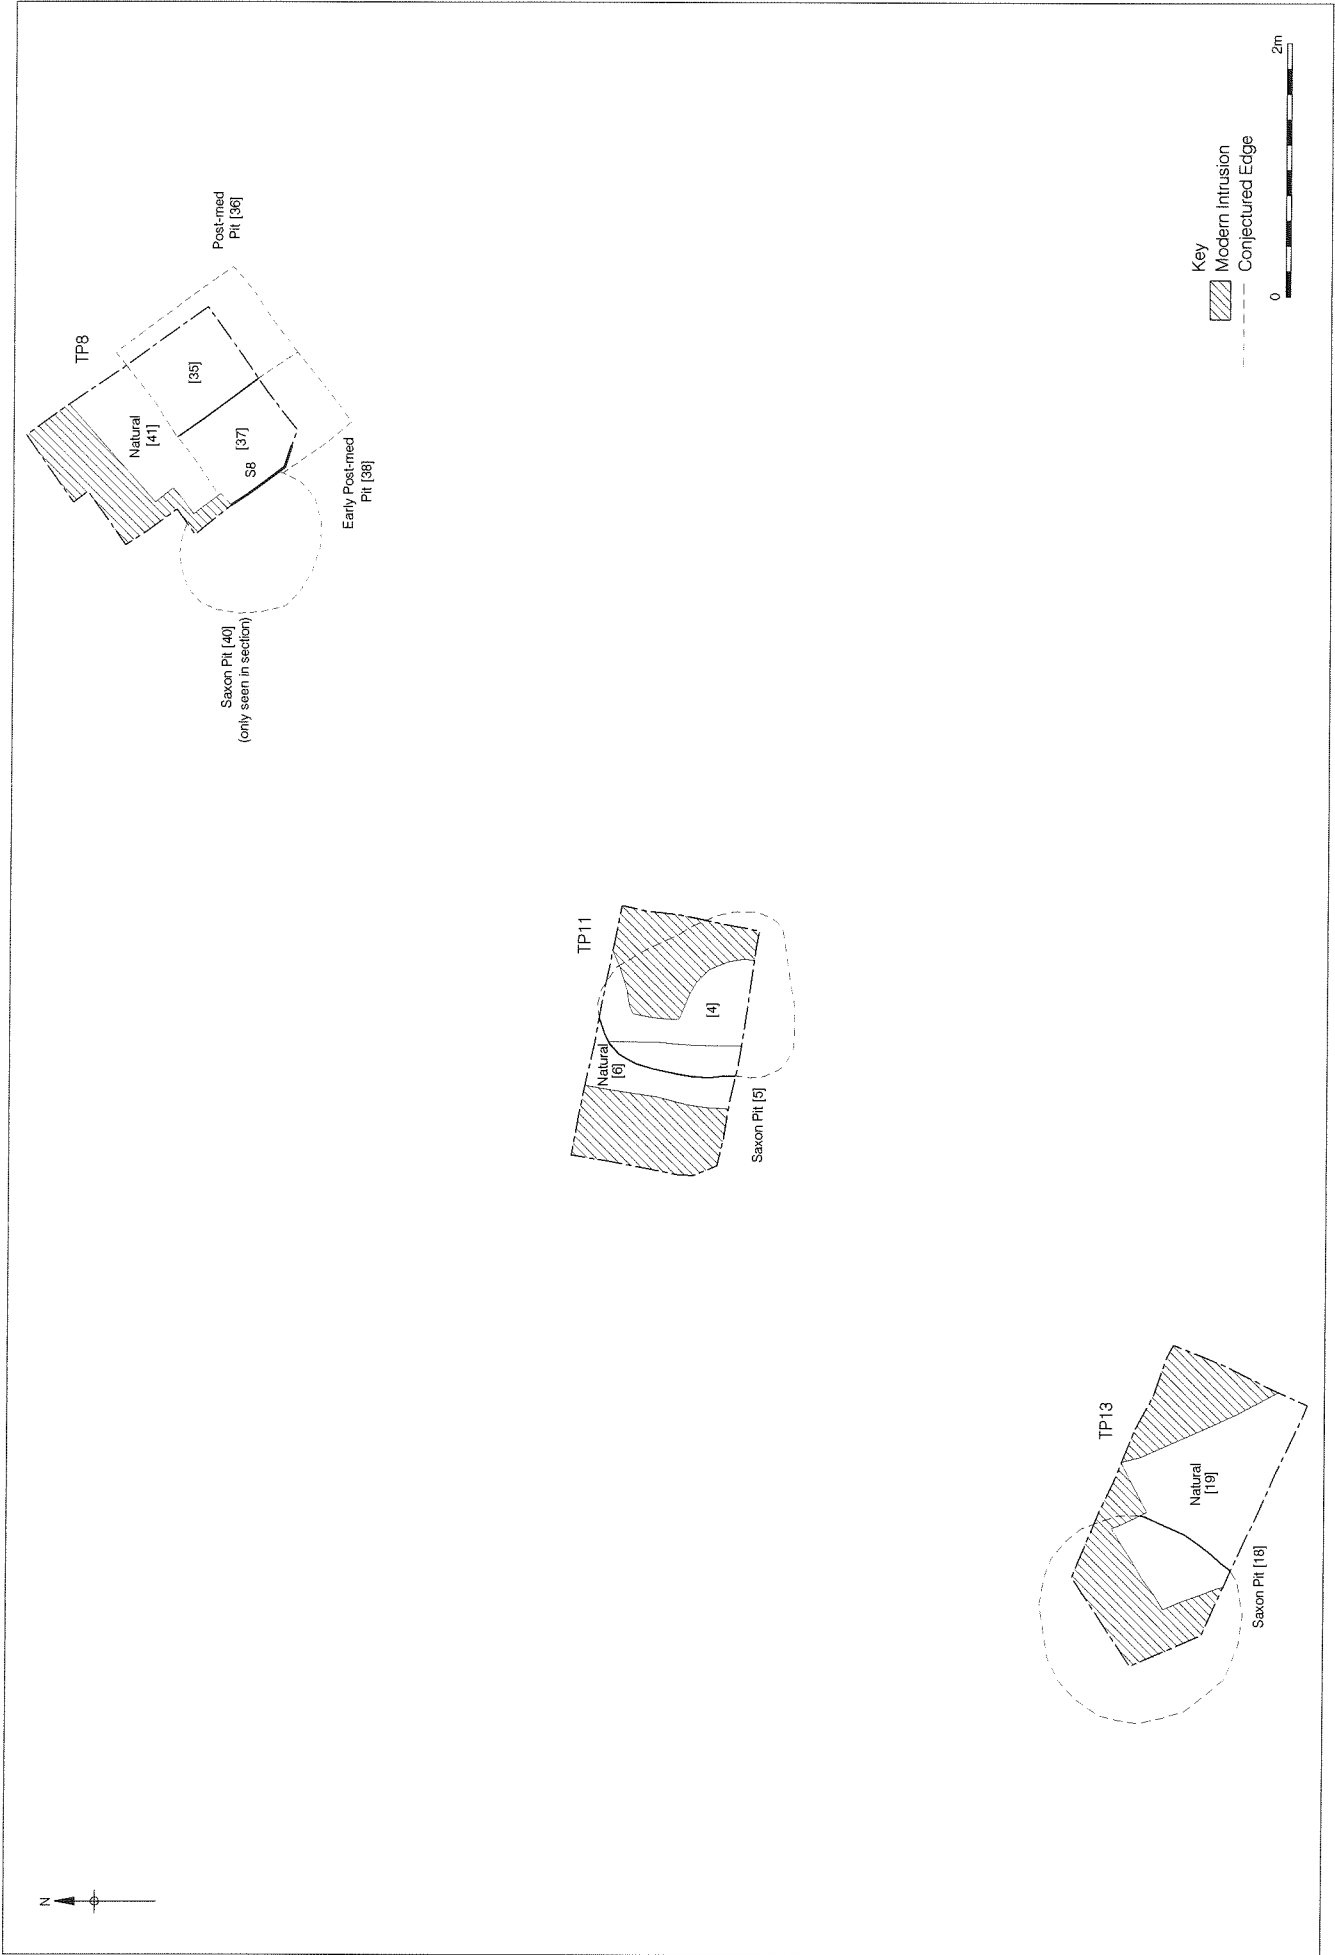 N
TP8
Post-med
Pit [36]
Natural
[41]
[35]
[37]
S8
Early Post-med
Pit [38]
Saxon Pit [40]
(only seen in section)
TP11
Natural
[6]
[4]
Saxon Pit [5]
TP13
Natural
[19]
Saxon Pit [18]
Key
Modern Intrusion
Conjectured Edge
0
2m